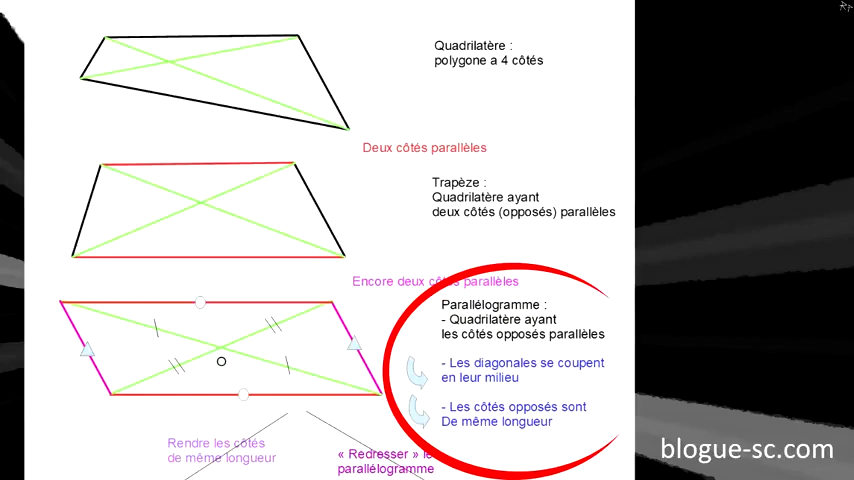 Quadrilatère :
polygone a 4 côtés
Deux côtés parallèles
Trapèze :
Quadrilatère ayant
deux côtés (opposés) parallèles
Encore deux côtés parallèles
Parallélogramme :
- Quadrilatère ayant
les côtés opposés parallèles
- Les diagonales se coupent
en leur milieu
- Les côtés opposés sont
De même longueur
O
Rendre les côtés
de même longueur
« Redresser » le
parallélogramme
blogue-sc.com